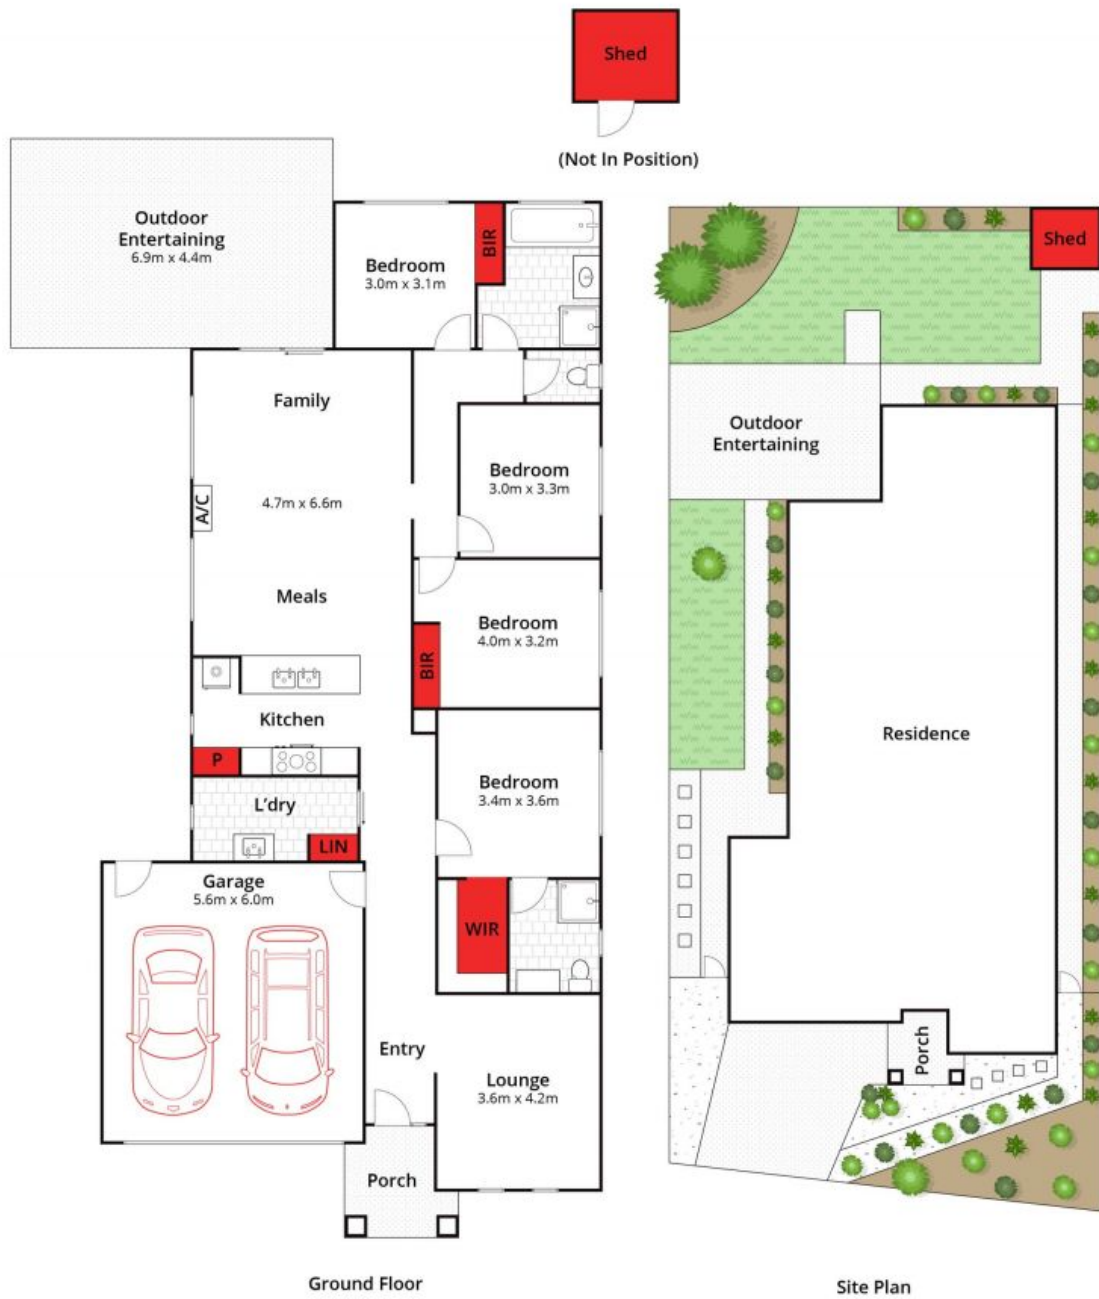 Shed
(Not In Position)
Outdoor
Entertaining
6.9m x 4.4m
Bedroom
3.0m x 3.1m
BIR
Family
4.7m x 6.6m
A/C
Meals
Bedroom
3.0m x 3.3m
Bedroom
4.0m x 3.2m
BIR
Kitchen
P
L'dry
LIN
Bedroom
3.4m x 3.6m
WIR
Garage
5.6m x 6.0m
Entry
Lounge
3.6m x 4.2m
Porch
Ground Floor
Shed
Outdoor
Entertaining
Residence
Porch
Site Plan